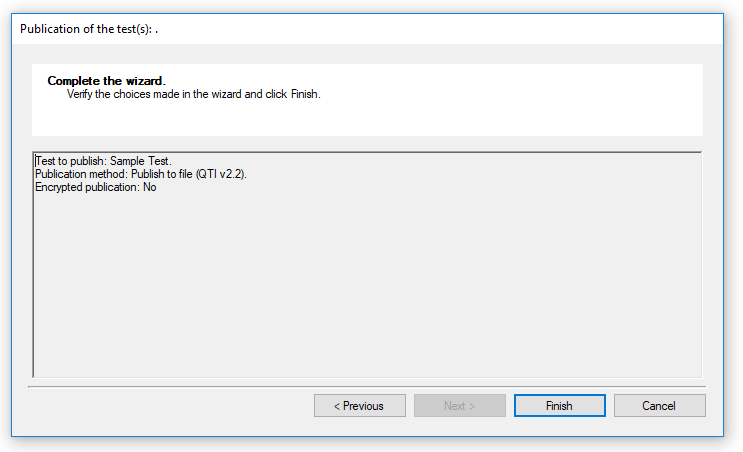 Publication of the test(s): .
Complete the wizard.
Verify the choices made in the wizard and click Finish.
Test to publish: Sample Test.
Publication method: Publish to file (QTI v2.2).
Encrypted publication: No
< Previous
Next >
Finish
Cancel